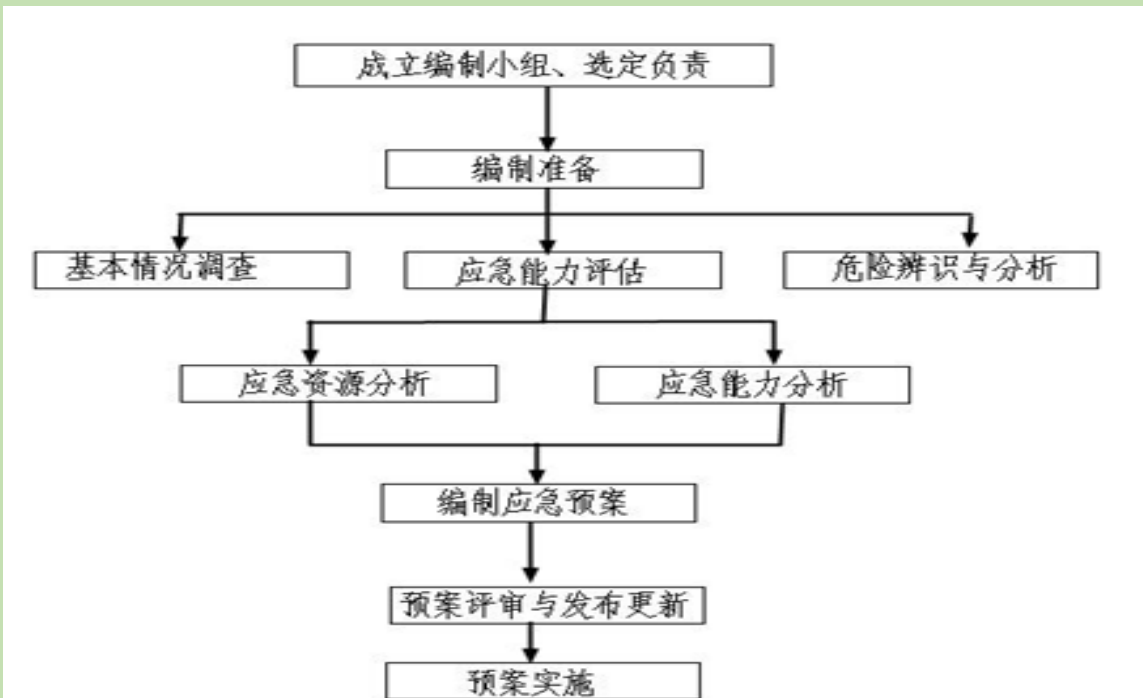 成立编制小组、选定负责
编制准备
基本情况调查
应急能力评估
危险辨识与分析
应急资源分析
应急能力分析
编制应急预案
预案评审与发布更新
预案实施